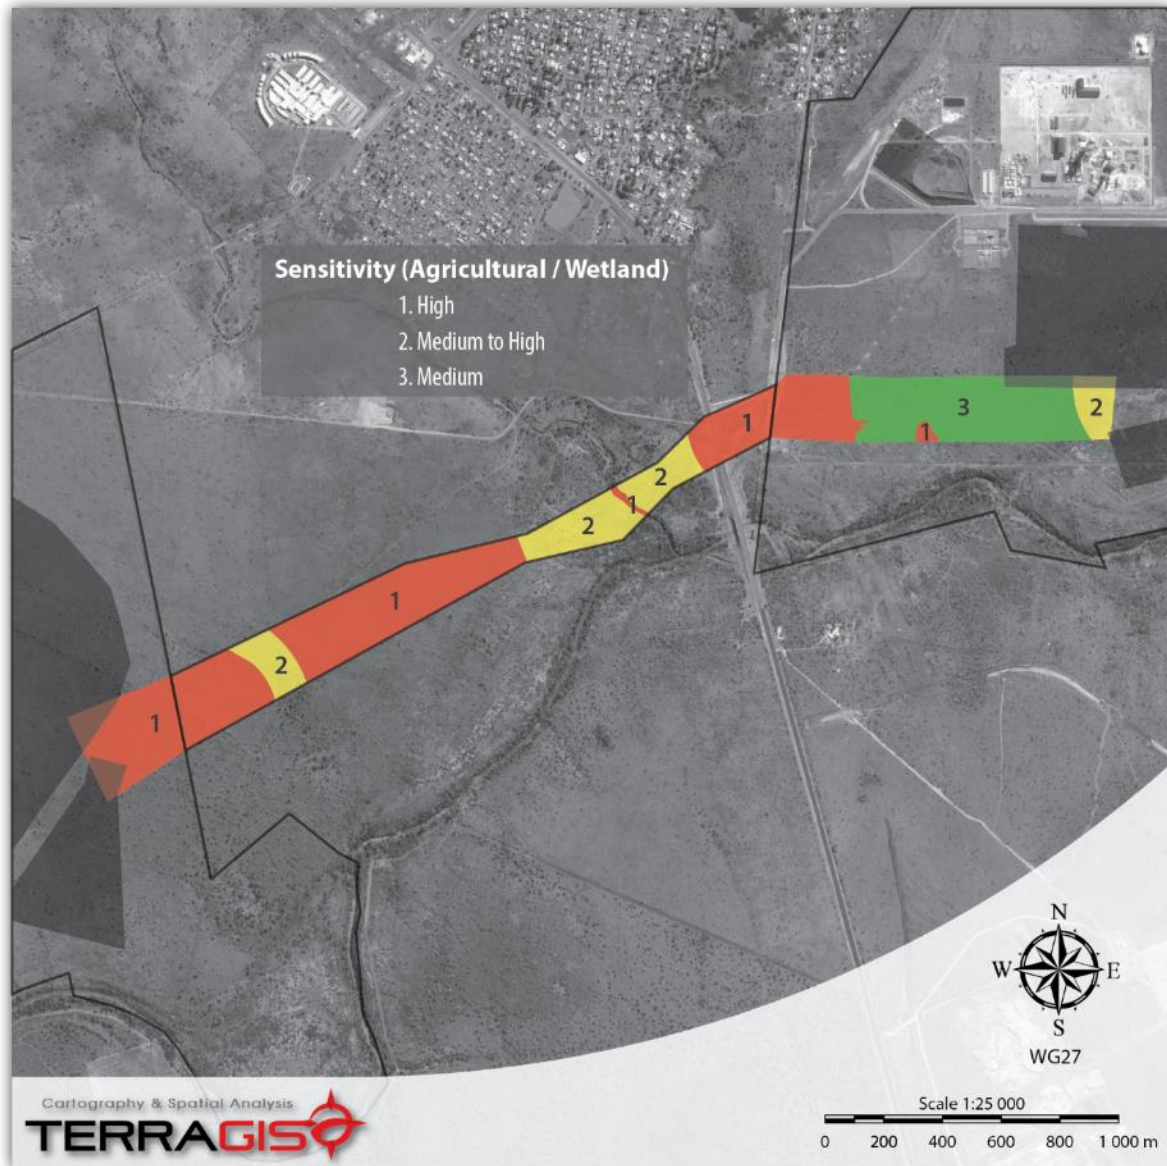 Sensitivity (Agricultural / Wetland)
1. High
2. Medium to High
3. Medium
3
2
1
1
2
1
2
1
2
1
N
W E
S
WG27
Cartography & Spatial Analysis
TERRAGIS
Scale 1:25 000
0 200 400 600 800 1 000 m